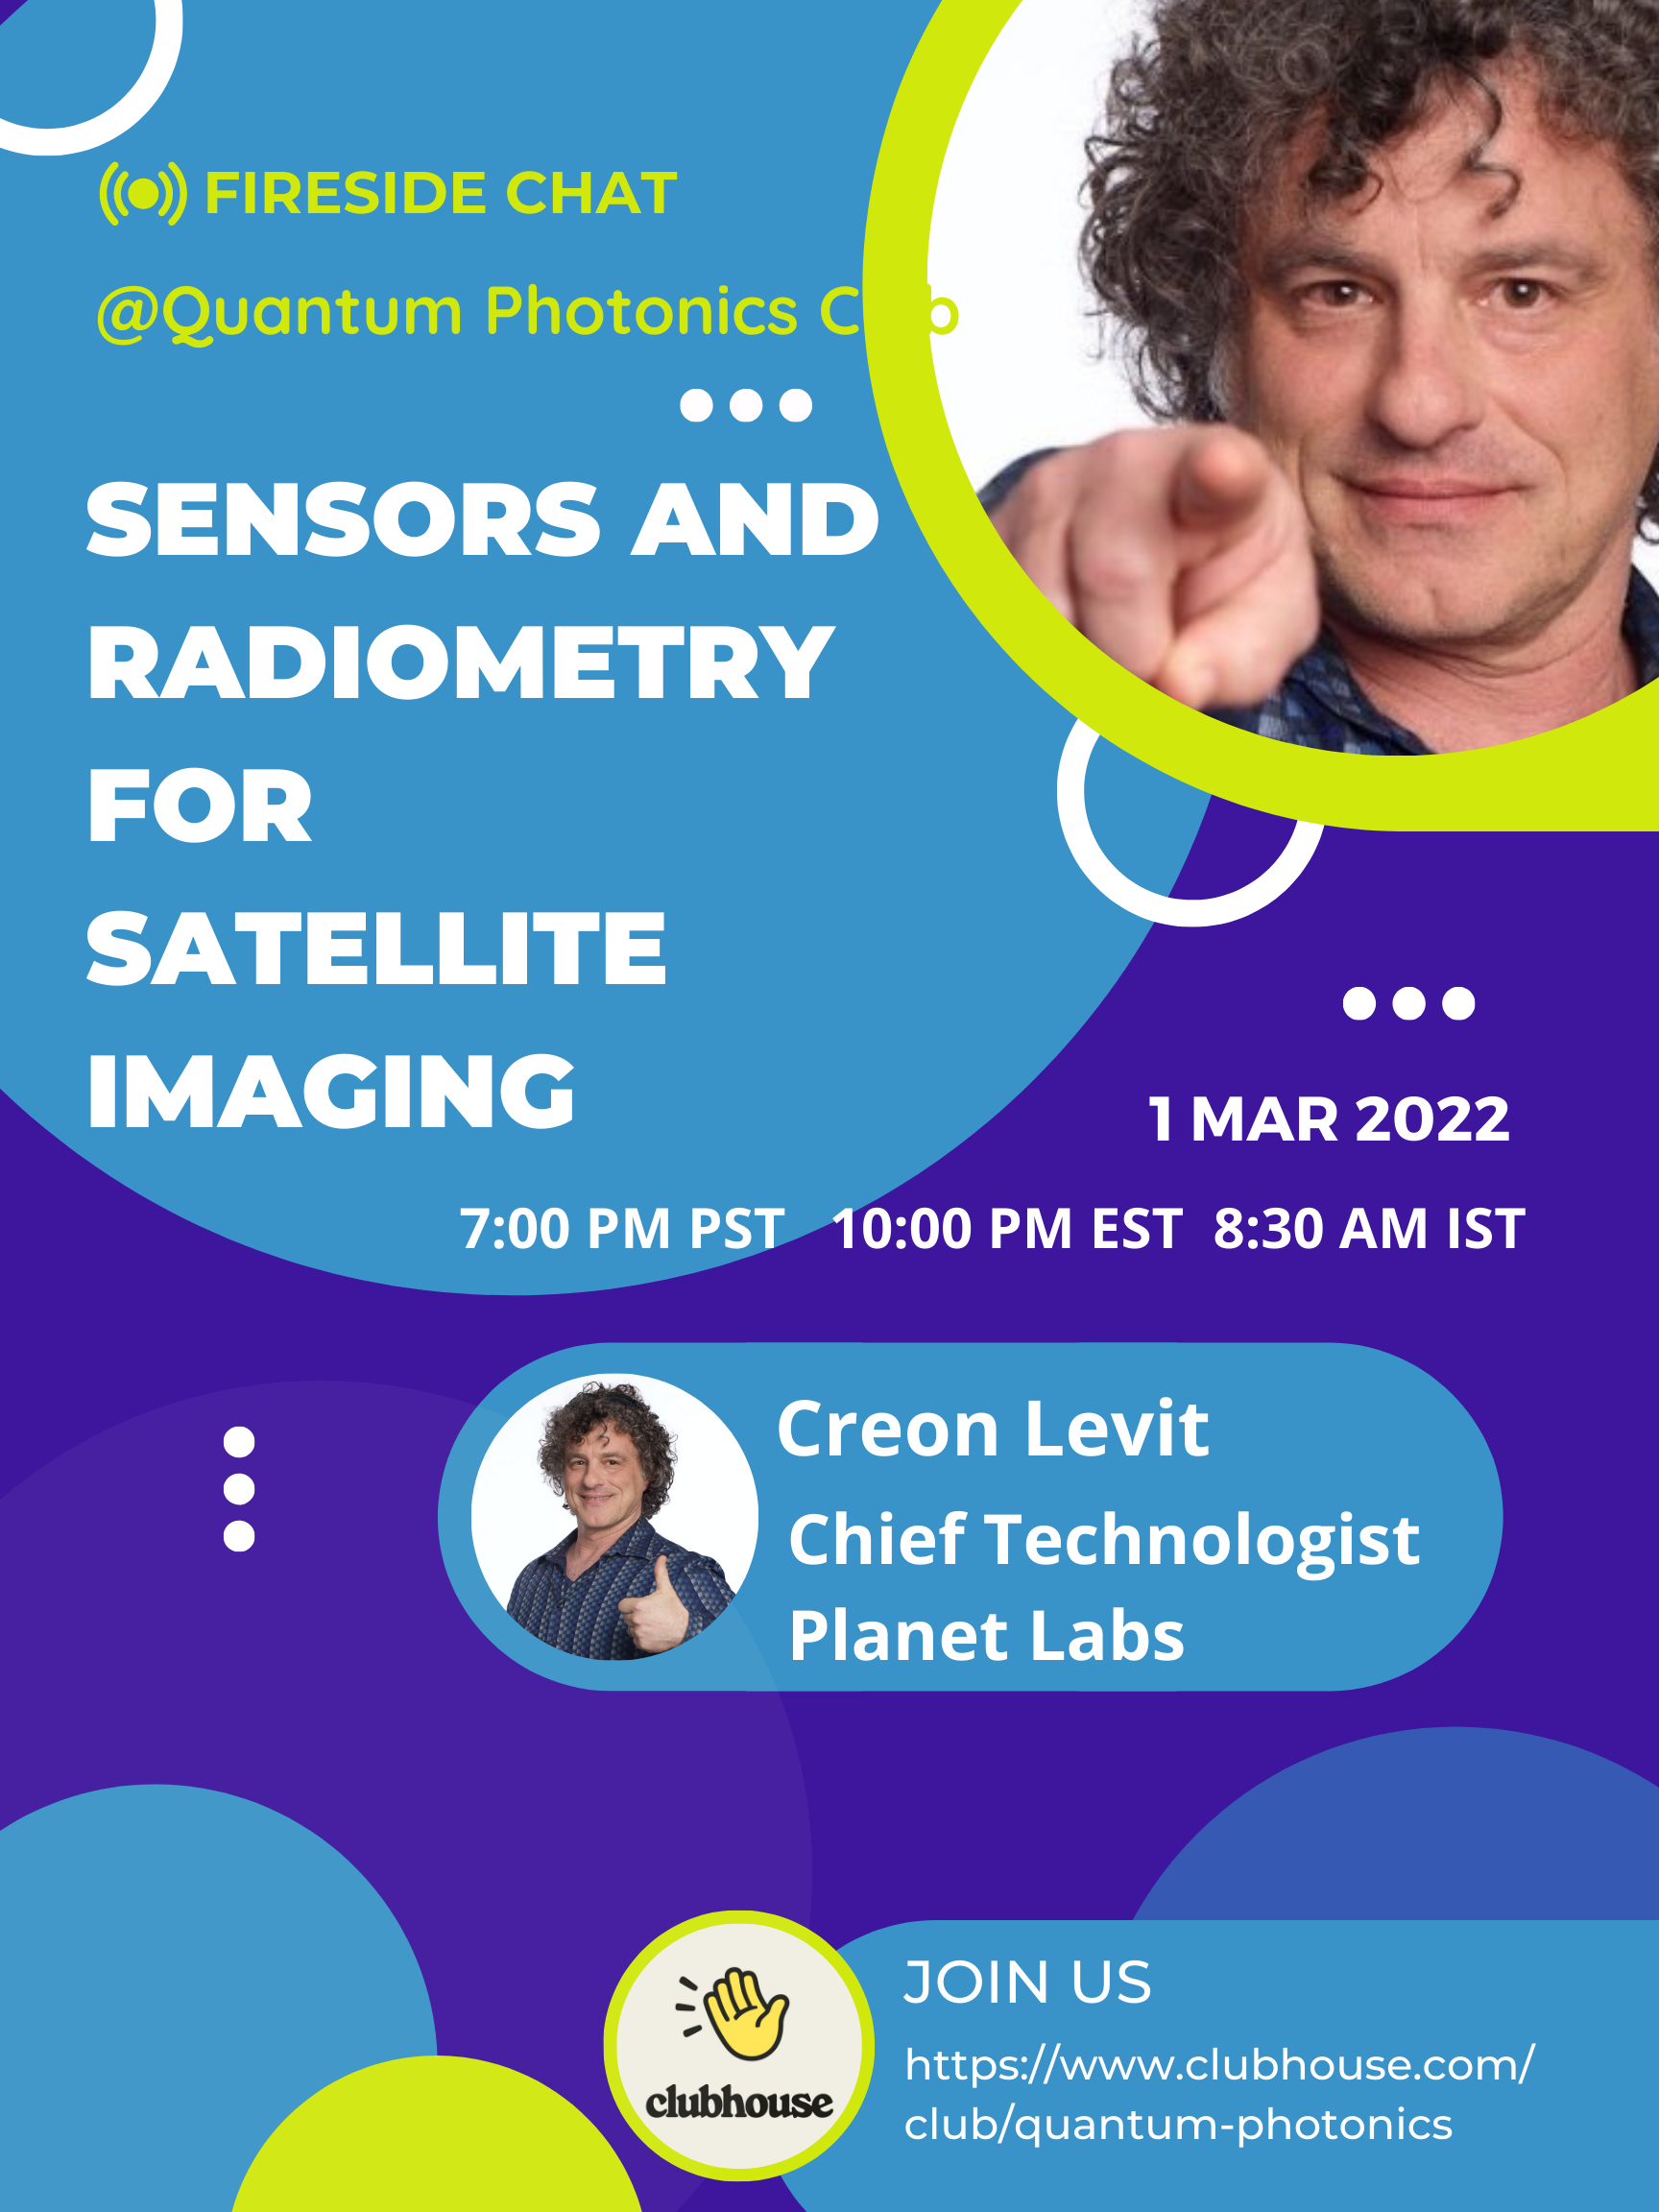 FIRESIDE CHAT
@Quantum Photonics C b
SENSORS AND
RADIOMETRY
FOR
SATELLITE
IMAGING
1 MAR 2022
7:00 PM PST 10:00 PM EST 8:30 AM IST
Creon Levit
Chief Technologist
Planet Labs
clubhouse
JOIN US
https://www.clubhouse.com/
club/quantum-photonics